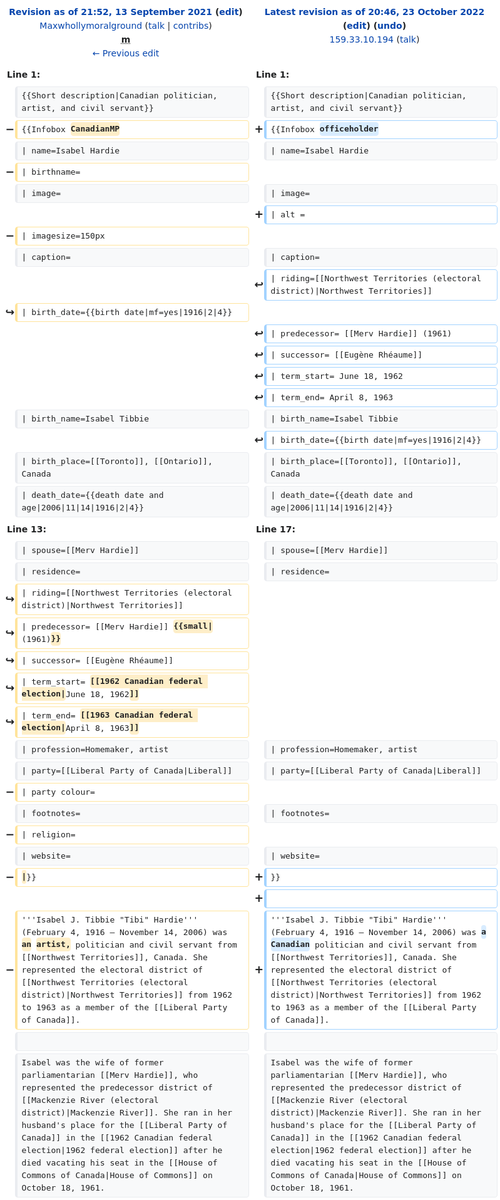 Revision as of 21:52, 13 September 2021 (edit)
Maxwhollymoralground (talk | contribs)
m
← Previous edit
Latest revision as of 20:46, 23 October 2022
(edit) (undo)
159.33.10.194 (talk)
Line 1:
Line 1:
{{Short description|Canadian politician,
artist, and civil servant}}
{{Short description|Canadian politician,
artist, and civil servant}}
− {{Infobox CanadianMP
+ {{Infobox officeholder
| name=Isabel Hardie
| name=Isabel Hardie
− | birthname=
| image=
| image=
+ | alt =
− | imagesize=150px
| caption=
| caption=
↩ | riding=[[Northwest Territories (electoral
district)|Northwest Territories]]
↪ | birth_date={{birth date|mf=yes|1916|2|4}}
↩ | predecessor= [[Merv Hardie]] (1961)
↩ | successor= [[Eugène Rhéaume]]
↩ | term_start= June 18, 1962
↩ | term_end= April 8, 1963
| birth_name=Isabel Tibbie
| birth_name=Isabel Tibbie
↩ | birth_date={{birth date|mf=yes|1916|2|4}}
| birth_place=[[Toronto]], [[Ontario]],
Canada
| birth_place=[[Toronto]], [[Ontario]],
Canada
| death_date={{death date and
age|2006|11|14|1916|2|4}}
| death_date={{death date and
age|2006|11|14|1916|2|4}}
Line 13:
Line 17:
| spouse=[[Merv Hardie]]
| spouse=[[Merv Hardie]]
| residence=
| residence=
↪ | riding=[[Northwest Territories (electoral
district)|Northwest Territories]]
↪ | predecessor= [[Merv Hardie]] {{small|
(1961)}}
↪ | successor= [[Eugène Rhéaume]]
↪ | term_start= [[1962 Canadian federal
election|June 18, 1962]]
↪ | term_end= [[1963 Canadian federal
election|April 8, 1963]]
| profession=Homemaker, artist
| profession=Homemaker, artist
| party=[[Liberal Party of Canada|Liberal]]
| party=[[Liberal Party of Canada|Liberal]]
− | party colour=
| footnotes=
| footnotes=
− | religion=
| website=
| website=
− |}}
+ }}
+
− '''Isabel J. Tibbie "Tibi" Hardie'''
(February 4, 1916 – November 14, 2006) was
an artist, politician and civil servant from
[[Northwest Territories]], Canada. She
represented the electoral district of
[[Northwest Territories (electoral
district)|Northwest Territories]] from 1962
to 1963 as a member of the [[Liberal Party
of Canada]].
+ '''Isabel J. Tibbie "Tibi" Hardie'''
(February 4, 1916 – November 14, 2006) was a
Canadian politician and civil servant from
[[Northwest Territories]], Canada. She
represented the electoral district of
[[Northwest Territories (electoral
district)|Northwest Territories]] from 1962
to 1963 as a member of the [[Liberal Party
of Canada]].
Isabel was the wife of former
parliamentarian [[Merv Hardie]], who
represented the predecessor district of
[[Mackenzie River (electoral
district)|Mackenzie River]]. She ran in her
husband's place for the [[Liberal Party of
Canada]] in the [[1962 Canadian federal
election|1962 federal election]] after he
died vacating his seat in the [[House of
Commons of Canada|House of Commons]] on
October 18, 1961.
Isabel was the wife of former
parliamentarian [[Merv Hardie]], who
represented the predecessor district of
[[Mackenzie River (electoral
district)|Mackenzie River]]. She ran in her
husband's place for the [[Liberal Party of
Canada]] in the [[1962 Canadian federal
election|1962 federal election]] after he
died vacating his seat in the [[House of
Commons of Canada|House of Commons]] on
October 18, 1961.